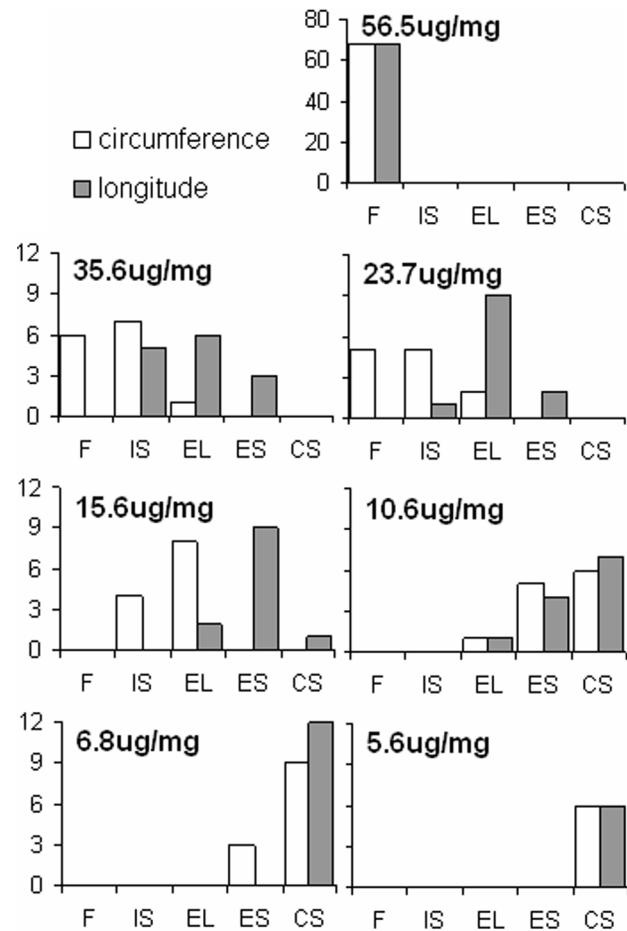 80
56.5ug/mg
60
40
20
0
circumference
longitude
F IS EL ES CS
12
35.6ug/mg
9
6
3
0
F IS EL ES CS
23.7ug/mg
F IS EL ES CS
12
15.6ug/mg
9
6
3
0
F IS EL ES CS
10.6ug/mg
F IS EL ES CS
12
6.8ug/mg
9
6
3
0
F IS EL ES CS
5.6ug/mg
F IS EL ES CS